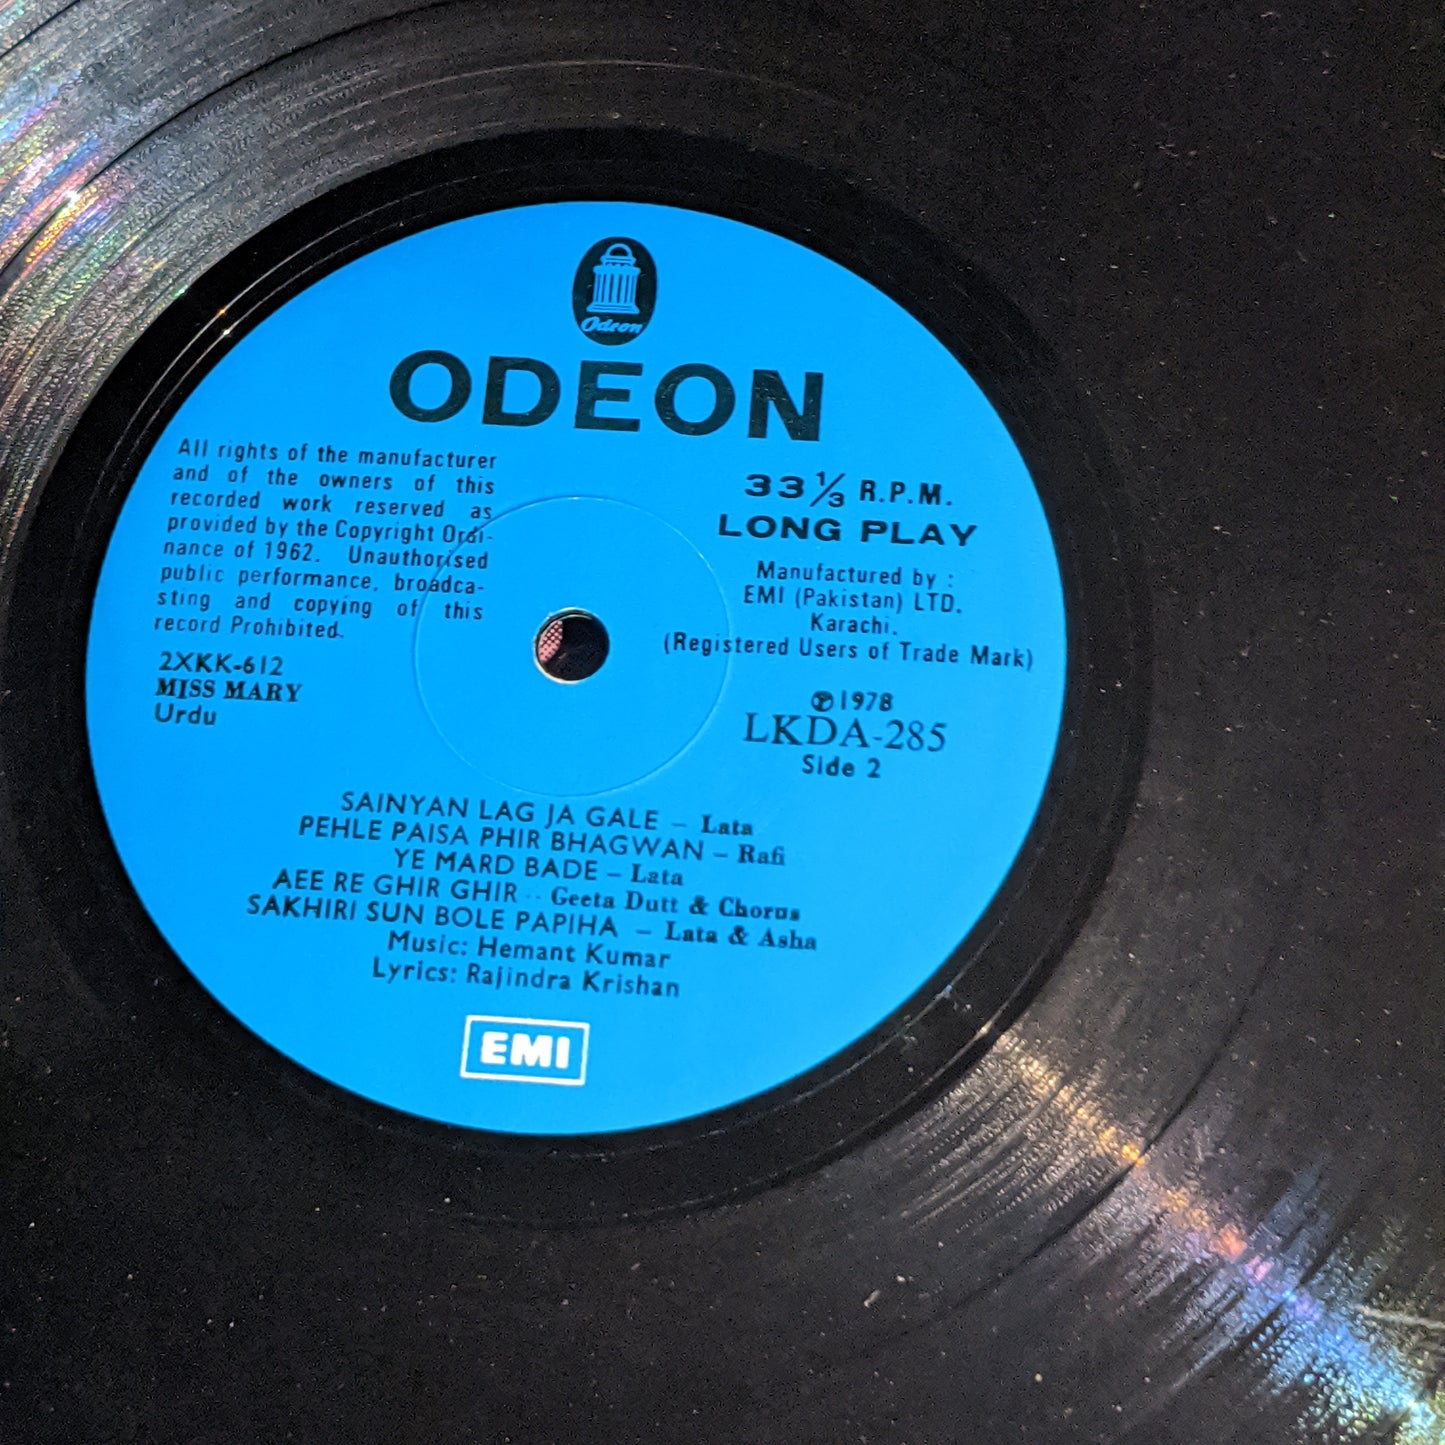 Odeon
ODEON
All rights of the manufacturer
and of the owners of this
recorded work reserved as
provided by the Copyright Ordi-
nance of 1962. Unauthorised
public performance, broadca-
sting and copying of this
record Prohibited.
2XKK-612
MISS MARY
Urdu
33⅓ R.P.M.
LONG PLAY
Manufactured by :
EMI (Pakistan) LTD.
Karachi.
(Registered Users of Trade Mark)
℗1978
LKDA-285
Side 2
SAINYAN LAG JA GALE – Lata
PEHLE PAISA PHIR BHAGWAN – Rafi
YE MARD BADE – Lata
AEE RE GHIR GHIR -- Geeta Dutt & Chorus
SAKHIRI SUN BOLE PAPIHA – Lata & Asha
Music: Hemant Kumar
Lyrics: Rajindra Krishan
EMI